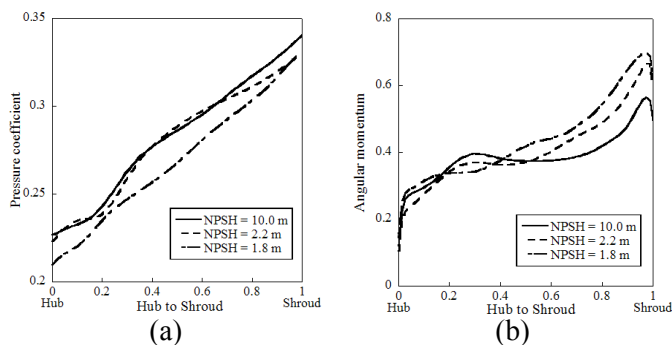 0.35
0.3
0.25
0.2
Pressure coefficient
NPSH = 10.0 m
NPSH = 2.2 m
NPSH = 1.8 m
0 0.2 0.4 0.6 0.8 1
Hub Hub to Shroud Shroud
(a)
0.8
0.6
0.4
0.2
0
Angular momentum
NPSH = 10.0 m
NPSH = 2.2 m
NPSH = 1.8 m
0 0.2 0.4 0.6 0.8 1
Hub Hub to Shroud Shroud
(b)